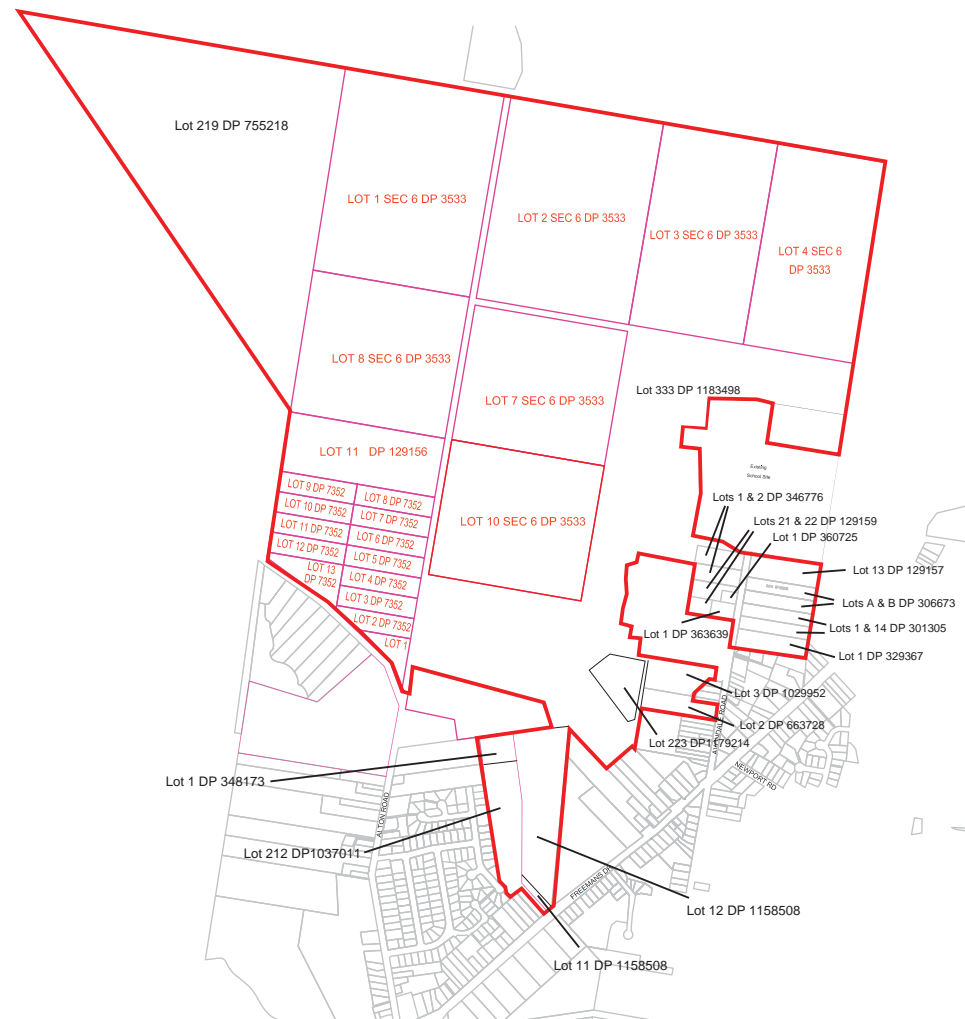 Lot 219 DP 755218
LOT 1 SEC 6 DP 3533
LOT 2 SEC 6 DP 3533
LOT 3 SEC 6 DP 3533
LOT 4 SEC 6
DP 3533
LOT 8 SEC 6 DP 3533
LOT 7 SEC 6 DP 3533
Lot 333 DP 1183498
LOT 11 DP 129156
Existing
School Site
LOT 9 DP 7352
LOT 8 DP 7352
LOT 10 DP 7352
LOT 7 DP 7352
LOT 11 DP 7352
LOT 6 DP 7352
LOT 12 DP 7352
LOT 5 DP 7352
LOT 13
DP 7352
LOT 4 DP 7352
LOT 3 DP 7352
LOT 2 DP 7352
LOT 1
LOT 10 SEC 6 DP 3533
Lots 1 & 2 DP 346776
Lots 21 & 22 DP 129159
Lot 1 DP 360725
Lot 13 DP 129157
Lots A & B DP 306673
Lots 1 & 14 DP 301305
Lot 1 DP 363639
Lot 1 DP 329367
Lot 3 DP 1029952
Lot 2 DP 663728
Lot 223 DP1179214
AVONDALE ROAD
NEWPORT RD
Lot 1 DP 348173
ALTON ROAD
Lot 212 DP1037011
FREEMANS DR
Lot 12 DP 1158508
Lot 11 DP 1158508